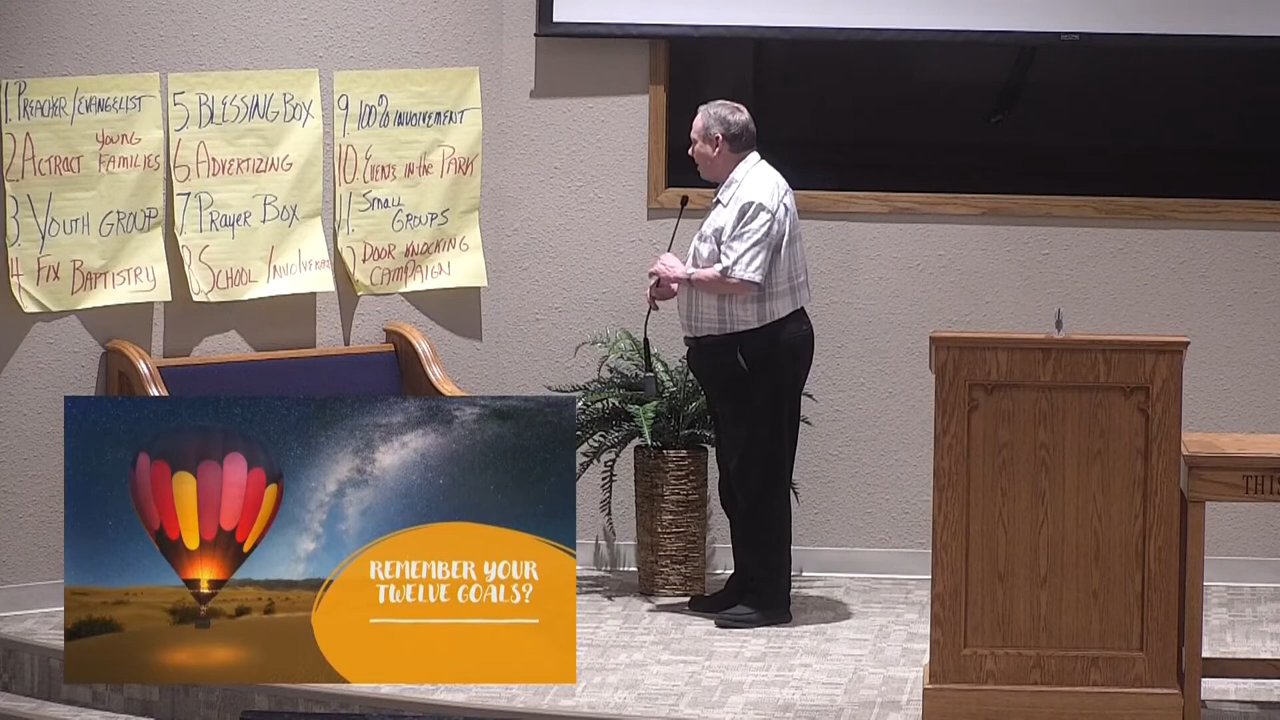 1. PREACHER/EVANGELIST
2. ACTRACT YOUNG FAMILIES
3 YOUTH GROUP
4 FIX BAPTISTRY
5. BLESSING BOX
6. ADVERTIZING
7. PRAYER BOX
8. SCHOOL INVOLVEMENT
9. 100% INVOLVEMENT
10. EVENTS IN the PARK
11. SMALL
GROUPS
DOOR KNOCKING
CAMPAIGN
REMEMBER YOUR
TWELVE GOALS?
THIS